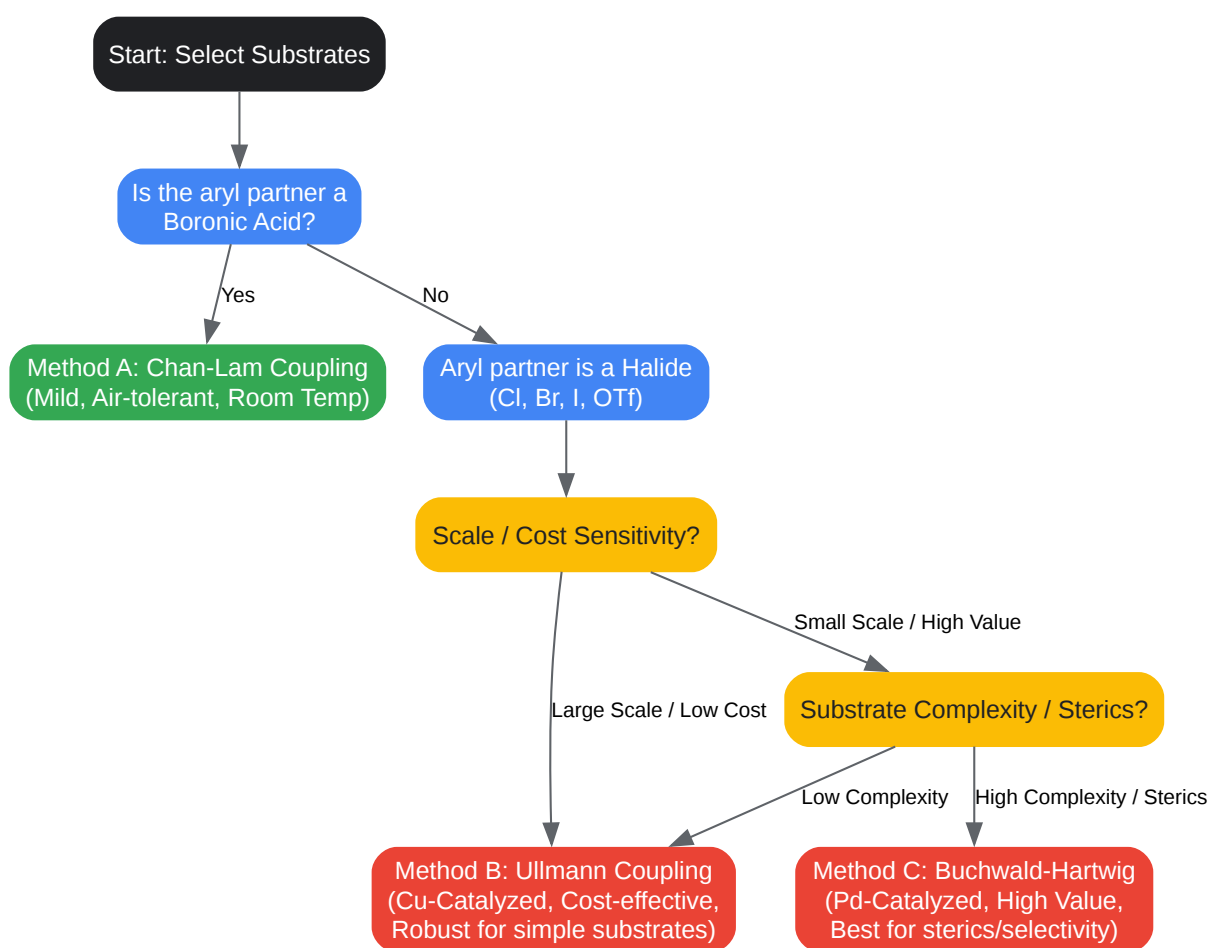 Start: Select Substrates
Is the aryl partner a
Boronic Acid?
Yes
No
Method A: Chan-Lam Coupling
(Mild, Air-tolerant, Room Temp)
Aryl partner is a Halide
(Cl, Br, I, OTf)
Scale / Cost Sensitivity?
Small Scale / High Value
Large Scale / Low Cost
Substrate Complexity / Sterics?
Low Complexity
High Complexity / Sterics
Method B: Ullmann Coupling
(Cu-Catalyzed, Cost-effective,
Robust for simple substrates)
Method C: Buchwald-Hartwig
(Pd-Catalyzed, High Value,
Best for sterics/selectivity)